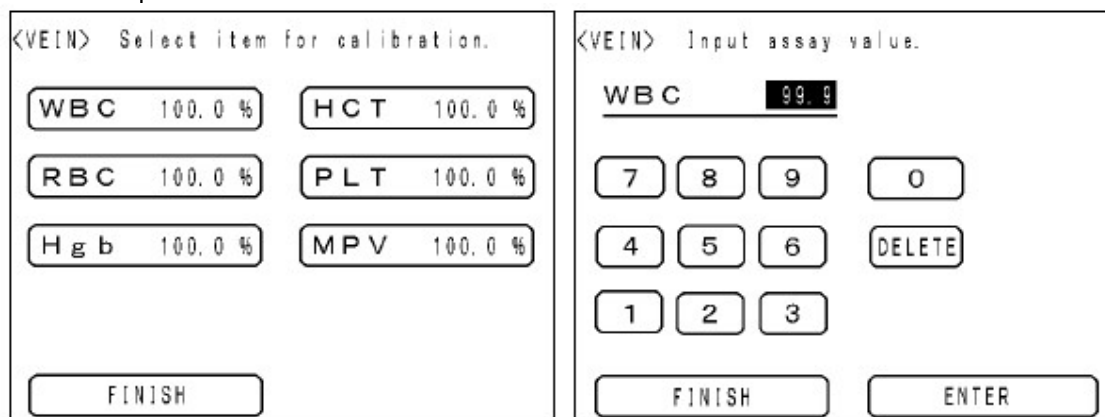 <VEIN> Select item for calibration.
WBC 100.0 % HCT 100.0 %
RBC 100.0 % PLT 100.0 %
Hgb 100.0 % MPV 100.0 %
FINISH
<VEIN> Input assay value.
WBC 99.9
7 8 9 0
4 5 6 DELETE
1 2 3
FINISH ENTER